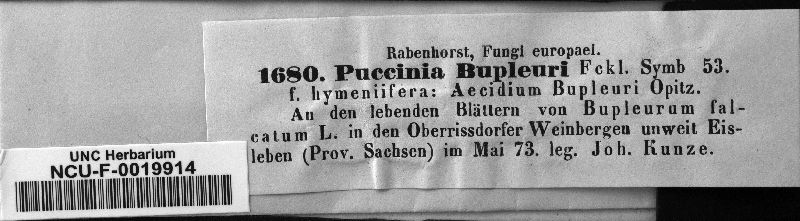 Rabenhorst, Fungi europaei.
1680. Puccinia Bupleuri Fckl. Symb 53.
f. hymeniifera: Aecidium Bupleuri Opitz.
An den lebenden Blättern von Bupleurum fal-
catum L. in den Oberrissdorfer Weinbergen unweit Eis-
leben (Prov. Sachsen) im Mai 73. leg. Joh. Kunze.
UNC Herbarium
NCU-F-0019914